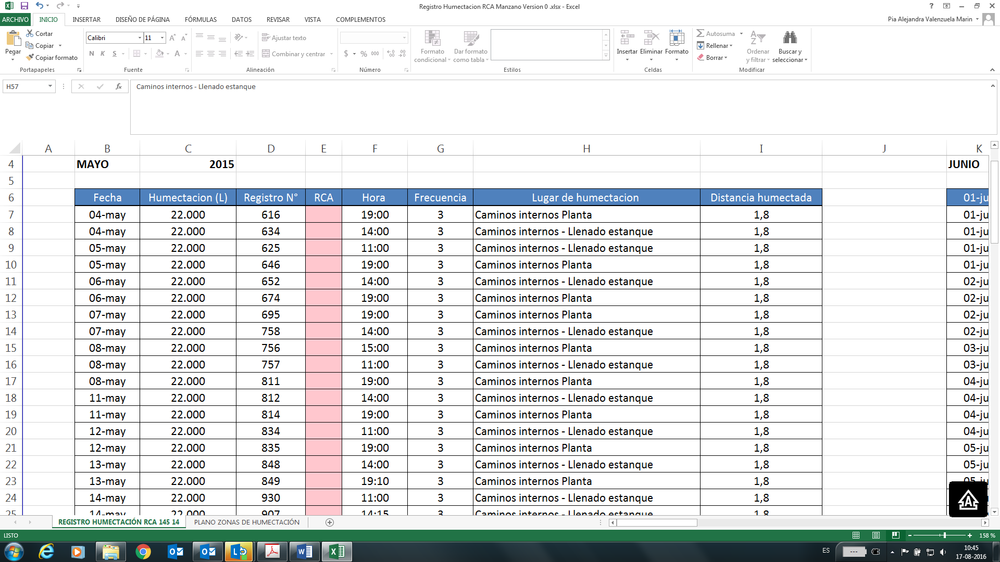 Registro Humectacion RCA Manzano Version 0 .xlsx - Excel
ARCHIVO INICIO INSERTAR DISEÑO DE PÁGINA FÓRMULAS DATOS REVISAR VISTA COMPLEMENTOS Pia Alejandra Valenzuela Marin
Pegar Cortar Copiar Copiar formato Portapapeles
Calibri 11 N K S Fuente
Ajustar texto Combinar y centrar Alineación
$ % 000 Número
Formato condicional Dar formato como tabla Estilos
Insertar Eliminar Formato Celdas
Autosuma Rellenar Borrar Ordenar y filtrar Buscar y seleccionar Modificar
H57 fx Caminos internos - Llenado estanque
A B C D E F G H I J K
4 MAYO 2015 JUNIO
5
6 Fecha Humectacion (L) Registro N° RCA Hora Frecuencia Lugar de humectacion Distancia humectada 01-ju
7 04-may 22.000 616 19:00 3 Caminos internos Planta 1,8 01-ju
8 04-may 22.000 634 14:00 3 Caminos internos - Llenado estanque 1,8 01-ju
9 05-may 22.000 625 11:00 3 Caminos internos - Llenado estanque 1,8 01-ju
10 05-may 22.000 646 19:00 3 Caminos internos Planta 1,8 01-ju
11 06-may 22.000 652 14:00 3 Caminos internos - Llenado estanque 1,8 02-ju
12 06-may 22.000 674 19:00 3 Caminos internos Planta 1,8 02-ju
13 07-may 22.000 695 19:00 3 Caminos internos Planta 1,8 02-ju
14 07-may 22.000 758 14:00 3 Caminos internos - Llenado estanque 1,8 02-ju
15 08-may 22.000 756 15:00 3 Caminos internos Planta 1,8 03-ju
16 08-may 22.000 757 11:00 3 Caminos internos - Llenado estanque 1,8 03-ju
17 08-may 22.000 811 19:00 3 Caminos internos Planta 1,8 04-ju
18 11-may 22.000 812 14:00 3 Caminos internos - Llenado estanque 1,8 04-ju
19 11-may 22.000 814 19:00 3 Caminos internos Planta 1,8 04-ju
20 12-may 22.000 834 11:00 3 Caminos internos - Llenado estanque 1,8 04-ju
21 12-may 22.000 835 19:00 3 Caminos internos Planta 1,8 05-ju
22 13-may 22.000 848 14:00 3 Caminos internos - Llenado estanque 1,8 05-ju
23 13-may 22.000 849 19:10 3 Caminos internos Planta 1,8 05-ju
24 14-may 22.000 930 11:00 3 Caminos internos - Llenado estanque 1,8
25 14-may 22.000 907 14:15 3 Caminos internos - Llenado estanque 1,8
REGISTRO HUMECTACIÓN RCA 145 14 PLANO ZONAS DE HUMECTACIÓN
LISTO 158 %
ES 10:45
17-08-2016